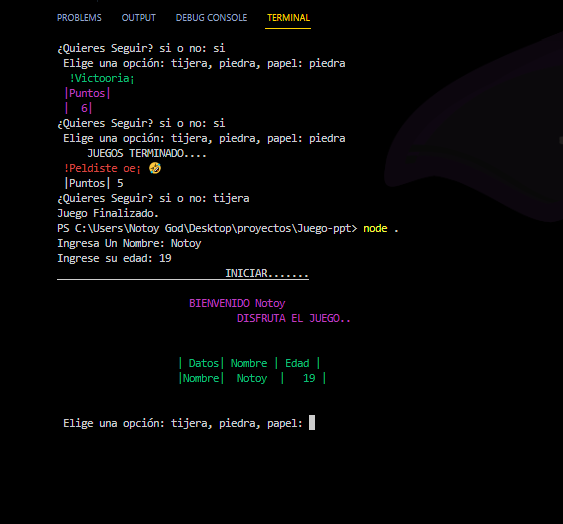 PROBLEMS OUTPUT DEBUG CONSOLE TERMINAL
¿Quieres Seguir? si o no: si
Elige una opción: tijera, piedra, papel: piedra
!Victooria¡
|Puntos|
| 6|
¿Quieres Seguir? si o no: si
Elige una opción: tijera, piedra, papel: piedra
JUEGOS TERMINADO....
!Peldiste oe¡ 🤣
|Puntos| 5
¿Quieres Seguir? si o no: tijera
Juego Finalizado.
PS C:\Users\Notoy God\Desktop\proyectos\Juego-ppt> node .
Ingresa Un Nombre: Notoy
Ingrese su edad: 19
INICIAR.......
BIENVENIDO Notoy
DISFRUTA EL JUEGO..
| Datos| Nombre | Edad |
|Nombre| Notoy | 19 |
Elige una opción: tijera, piedra, papel: